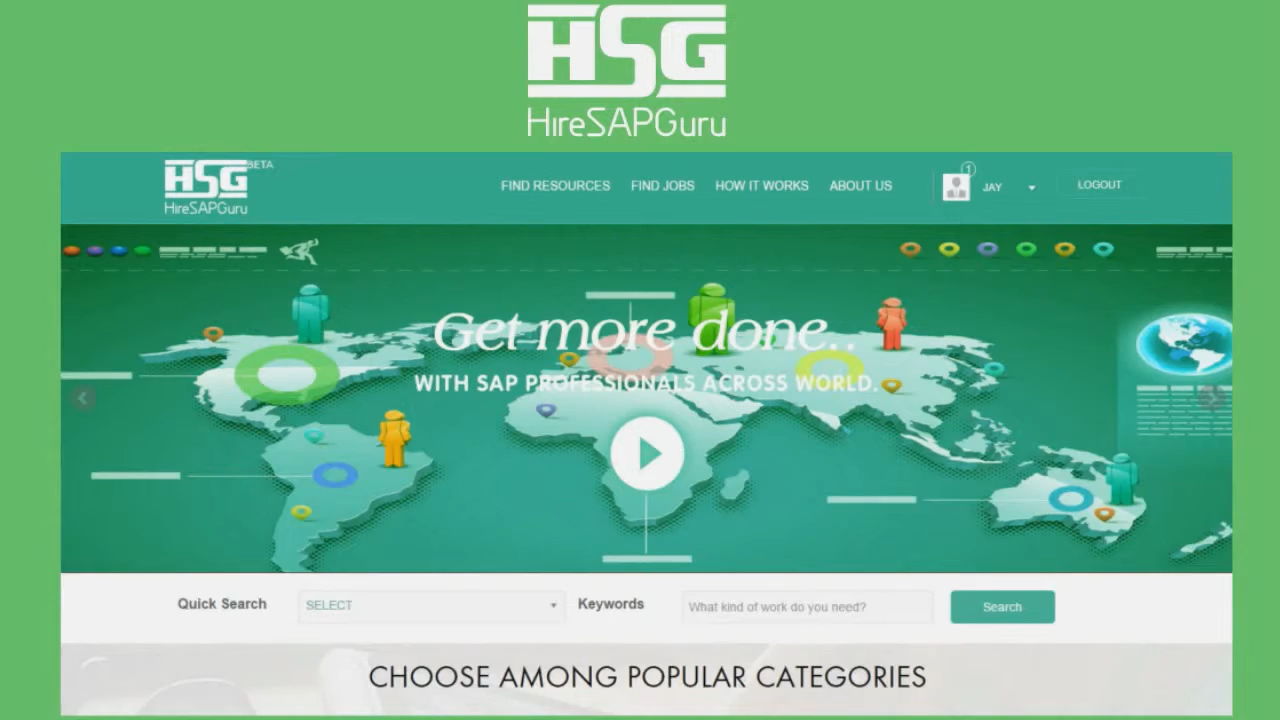 HSG
HireSAPGuru
HSG BETA
HireSAPGuru
FIND RESOURCES FIND JOBS HOW IT WORKS ABOUT US 1 JAY LOGOUT
Get more done..
WITH SAP PROFESSIONALS ACROSS WORLD.
Quick Search SELECT Keywords What kind of work do you need? Search
CHOOSE AMONG POPULAR CATEGORIES